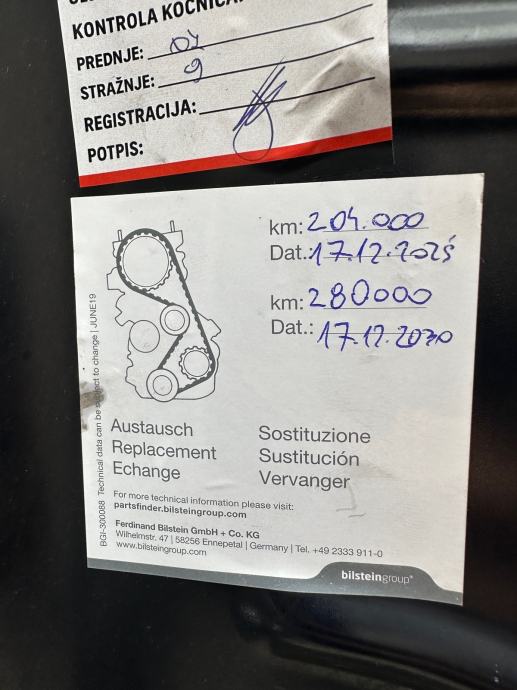 KONTROLA KOČNICA:
PREDNJE:
STRAŽNJE: 9
REGISTRACIJA:
POTPIS:
km: 204.000
Dat.: 17.12.2025
km: 280000
Dat.: 17.12.2030
Austausch
Replacement
Echange
Sostituzione
Sustitución
Vervanger
For more technical information please visit:
partsfinder.bilsteingroup.com
Ferdinand Bilstein GmbH + Co. KG
Wilhelmstr. 47 | 58256 Ennepetal | Germany | Tel. +49 2333 911-0
www.bilsteingroup.com
BGI-300088 Technical data can be subject to change | JUNE19
bilsteingroup®